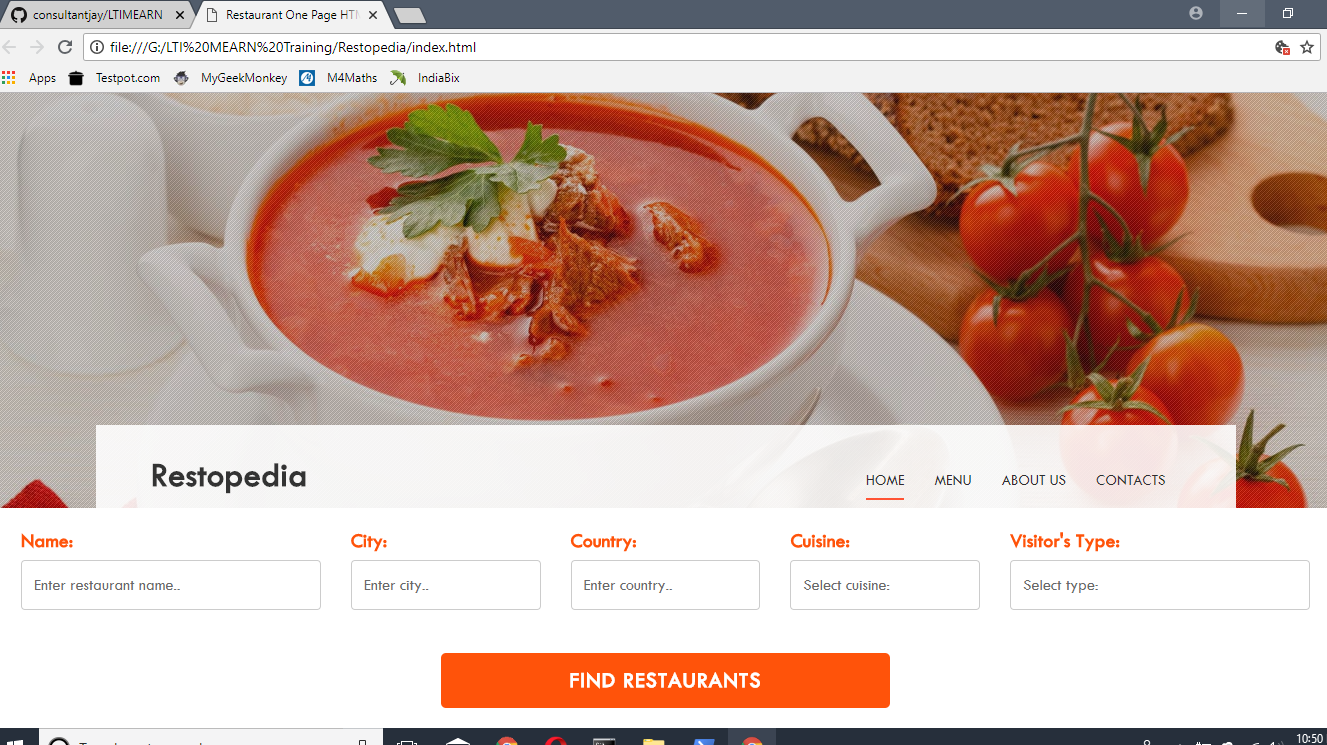 consultantjay/LTIMEARN
Restaurant One Page HTM
file:///G:/LTI%20MEARN%20Training/Restopedia/index.html
Apps Testpot.com MyGeekMonkey M4Maths IndiaBix
Restopedia
HOME MENU ABOUT US CONTACTS
Name: City: Country: Cuisine: Visitor's Type:
Enter restaurant name.. Enter city.. Enter country.. Select cuisine: Select type:
FIND RESTAURANTS
10:50